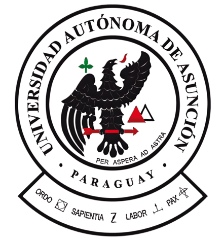 UNIVERSIDAD AUTÓNOMA DE ASUNCIÓN
PER ASPERA AD ASTRA
• PARAGUAY •
ORDO SAPIENTIA LABOR PAX